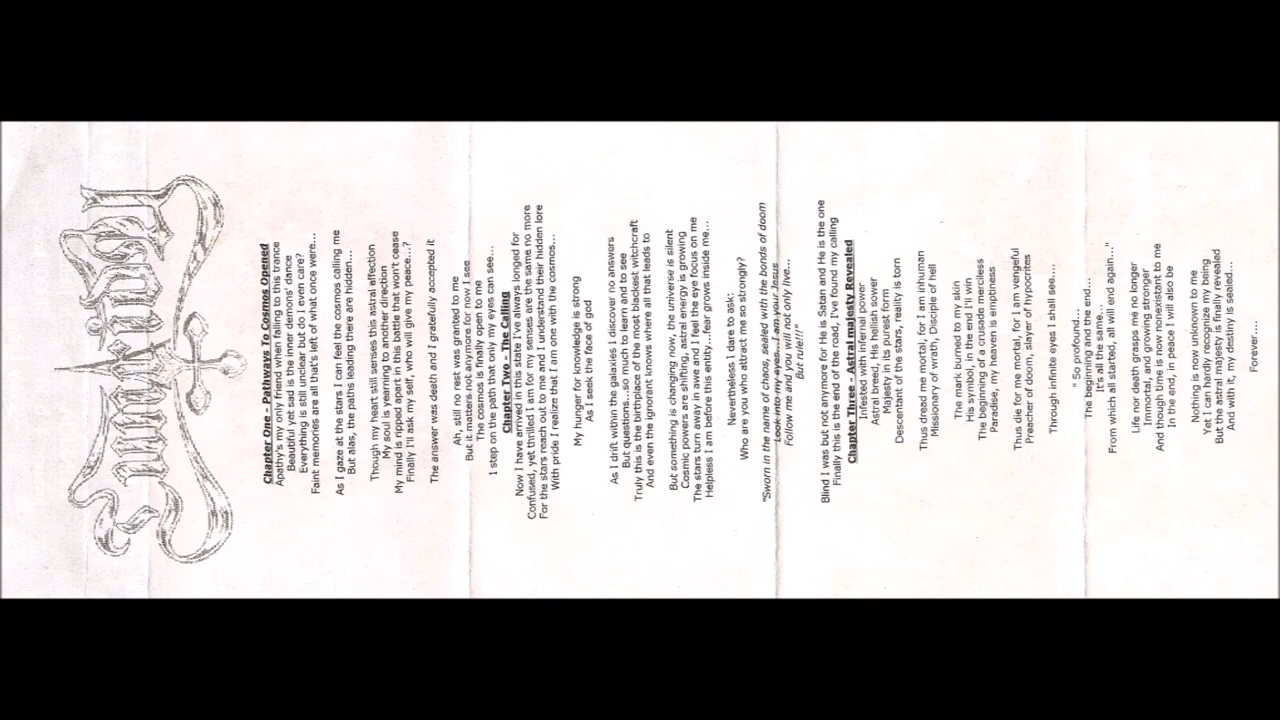 Chapter One - Pathways To Cosmos Opened
Apathy's my only friend when falling to this trance
Beautiful yet sad is the inner demons' dance
Everything is still unclear but do I even care?
Faint memories are all that's left of what once were...
As I gaze at the stars I can feel the cosmos calling me
But alas, the paths leading there are hidden...
Though my heart still senses this astral affection
My soul is yearning to another direction
My mind is ripped apart in this battle that won't cease
Finally I'll ask my self, who will give my peace...?
The answer was death and I gratefully accepted it
Ah, still no rest was granted to me
But it matters not anymore for now I see
The cosmos is finally open to me
I step on the path that only my eyes can see...
Chapter Two - The Calling
Now I have arrived in this state I've always longed for
Confused, yet thrilled I am for my senses are the same no more
For the stars reach out to me and I understand their hidden lore
With pride I realize that I am one with the cosmos...
My hunger for knowledge is strong
As I seek the face of god
As I drift within the galaxies I discover no answers
But questions...so much to learn and to see
Truly this is the birthplace of the most blackest witchcraft
And even the ignorant knows where all that leads to
But something is changing now, the universe is silent
Cosmic powers are shifting, astral energy is growing
The stars turn away in awe and I feel the eye focus on me
Helpless I am before this entity...fear grows inside me...
Nevertheless I dare to ask:
Who are you who attract me so strongly?
"Sworn in the name of chaos, sealed with the bonds of doom
Look into my eyes...I am your Jesus
Follow me and you will not only live...
But rule!!!"
Blind I was but not anymore for He is Satan and He is the one
Finally this is the end of the road, I've found my calling
Chapter Three - Astral majesty Revealed
Infested with infernal power
Astral breed, His hellish sower
Majesty in its purest form
Descendant of the stars, reality is torn
Thus dread me mortal, for I am inhuman
Missionary of wrath, Disciple of hell
The mark burned to my skin
His symbol, in the end I'll win
The beginning of a crusade merciless
Paradise, my heaven is emptiness
Thus die for me mortal, for I am vengeful
Preacher of doom, slayer of hypocrites
Through infinite eyes I shall see....
" So profound....
The beginning and the end...
It's all the same...
From which all started, all will end again..."
Life nor death grasps me no longer
Immortal, and growing stronger
And though time is now nonexistant to me
In the end, in peace I will also be
Nothing is now unknown to me
Yet I can hardly recognize my being
But the astral majesty is finally revealed
And with it, my distiny is sealed...
Forever.....